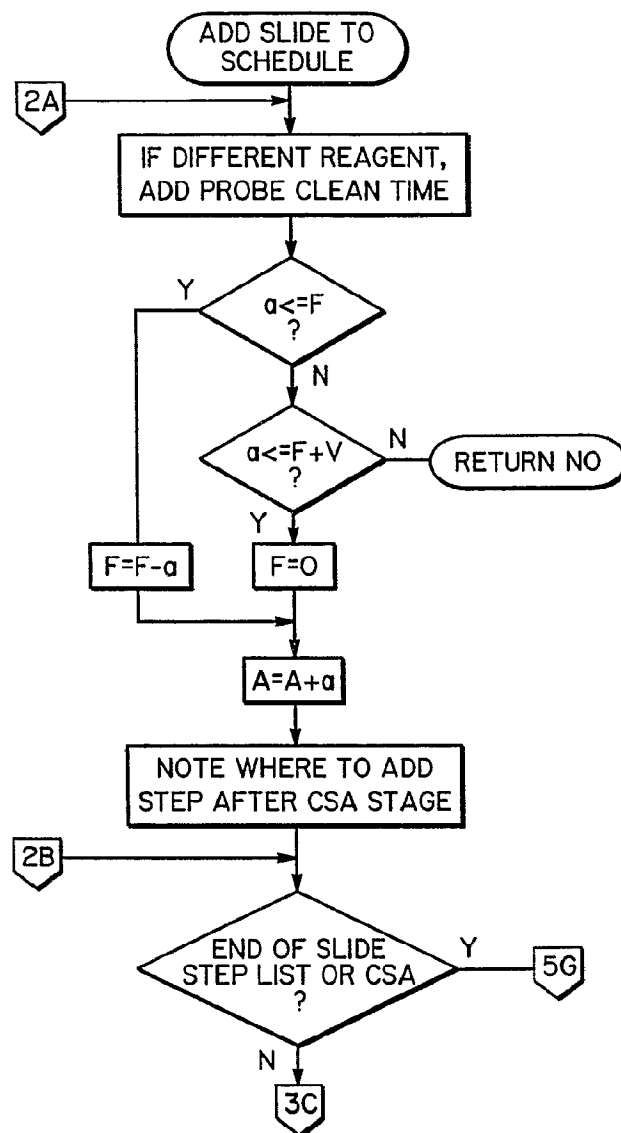 ADD SLIDE TO
SCHEDULE
2A
IF DIFFERENT REAGENT,
ADD PROBE CLEAN TIME
Y
a<=F
?
N
a<=F+V
?
N
RETURN NO
Y
F=F-a
F=0
A=A+a
NOTE WHERE TO ADD
STEP AFTER CSA STAGE
2B
END OF SLIDE
STEP LIST OR CSA
?
Y
5G
N
3C